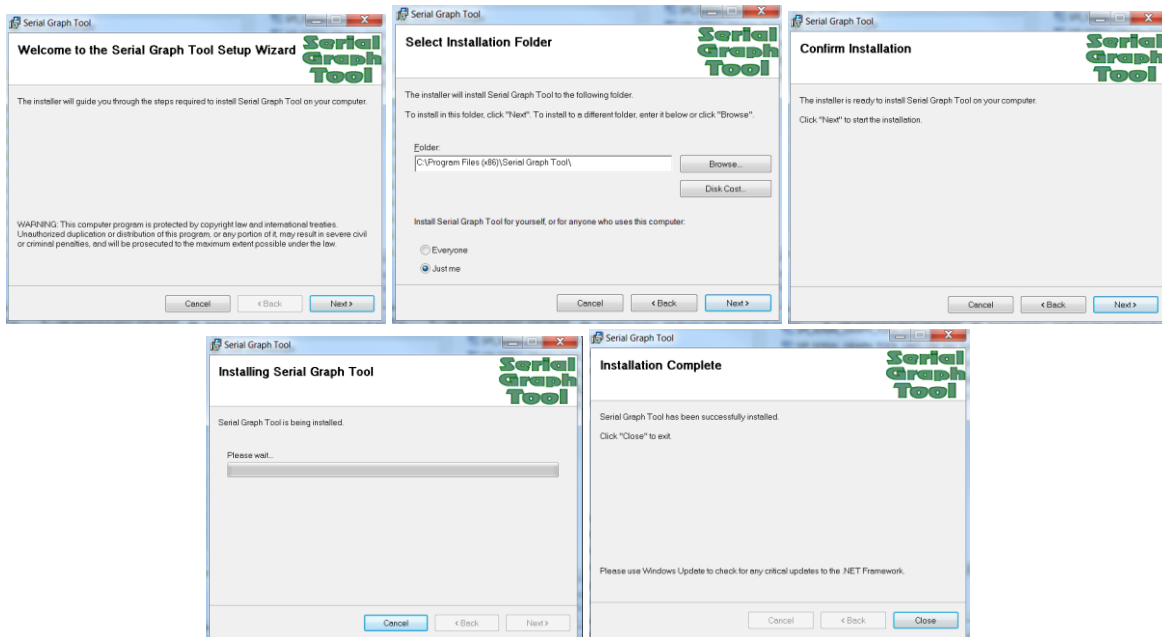 Serial Graph Tool
Welcome to the Serial Graph Tool Setup Wizard
Serial
Graph
Tool
The installer will guide you through the steps required to install Serial Graph Tool on your computer.
WARNING: This computer program is protected by copyright law and international treaties.
Unauthorized duplication or distribution of this program, or any portion of it, may result in severe civil
or criminal penalties, and will be prosecuted to the maximum extent possible under the law.
Cancel
< Back
Next >
Serial Graph Tool
Select Installation Folder
Serial
Graph
Tool
The installer will install Serial Graph Tool to the following folder.
To install in this folder, click "Next". To install to a different folder, enter it below or click "Browse".
Folder:
C:\Program Files (x86)\Serial Graph Tool\
Browse...
Disk Cost...
Install Serial Graph Tool for yourself, or for anyone who uses this computer:
Everyone
Just me
Cancel
< Back
Next >
Serial Graph Tool
Confirm Installation
Serial
Graph
Tool
The installer is ready to install Serial Graph Tool on your computer.
Click "Next" to start the installation.
Cancel
< Back
Next >
Serial Graph Tool
Installing Serial Graph Tool
Serial
Graph
Tool
Serial Graph Tool is being installed.
Please wait...
Cancel
< Back
Next >
Serial Graph Tool
Installation Complete
Serial
Graph
Tool
Serial Graph Tool has been successfully installed.
Click "Close" to exit.
Please use Windows Update to check for any critical updates to the .NET Framework.
Cancel
< Back
Close